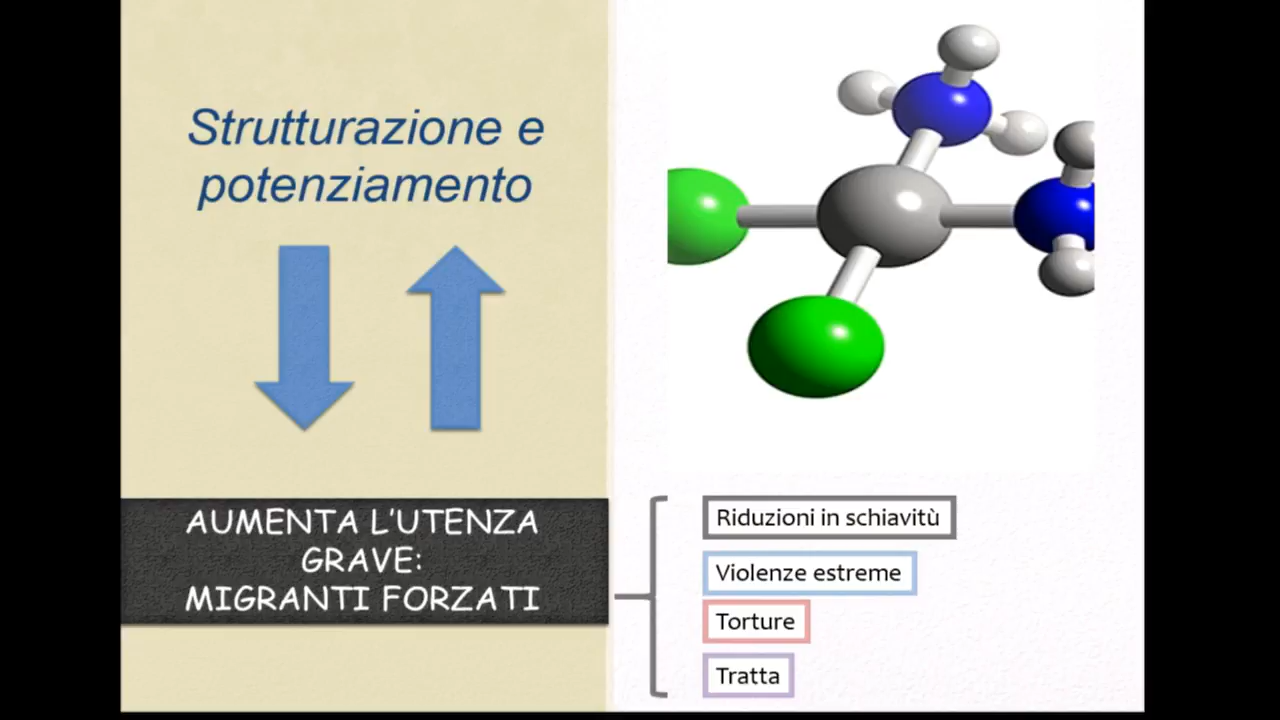 Strutturazione e
potenziamento
AUMENTA L'UTENZA
GRAVE:
MIGRANTI FORZATI
Riduzioni in schiavitù
Violenze estreme
Torture
Tratta